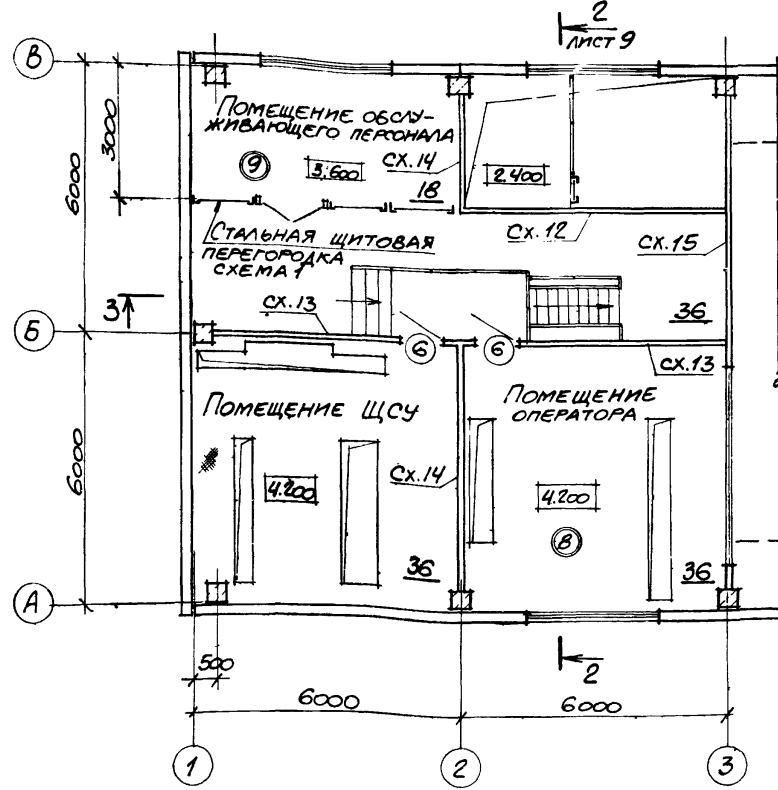 2
ЛИСТ 9
В
ПОМЕЩЕНИЕ ОБСЛУ-
ЖИВАЮЩЕГО ПЕРСОНАЛА
3000
6000
9
3.600
СХ.14
18
2.400
СТАЛЬНАЯ ЩИТОВАЯ
ПЕРЕГОРОДКА
СХЕМА 1
СХ.12
СХ.15
3
СХ.13
36
Б
6
6
СХ.13
ПОМЕЩЕНИЕ ЩСУ
ПОМЕЩЕНИЕ
ОПЕРАТОРА
6000
4.200
СХ.14
4.200
8
36
36
А
500
2
6000
6000
1
2
3